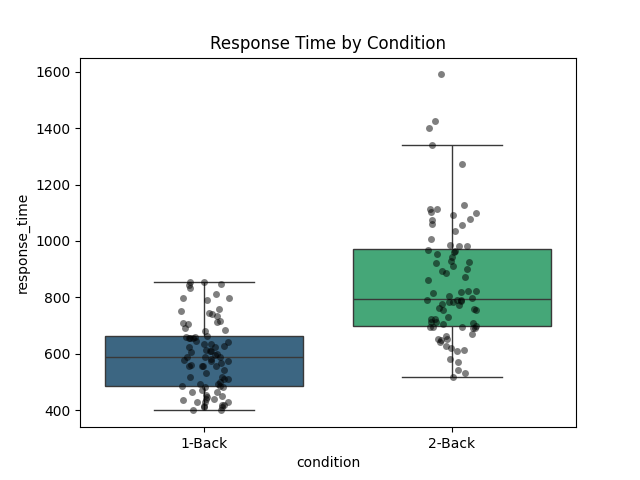 Response Time by Condition
response_time
1600
1400
1200
1000
800
600
400
1-Back
2-Back
condition